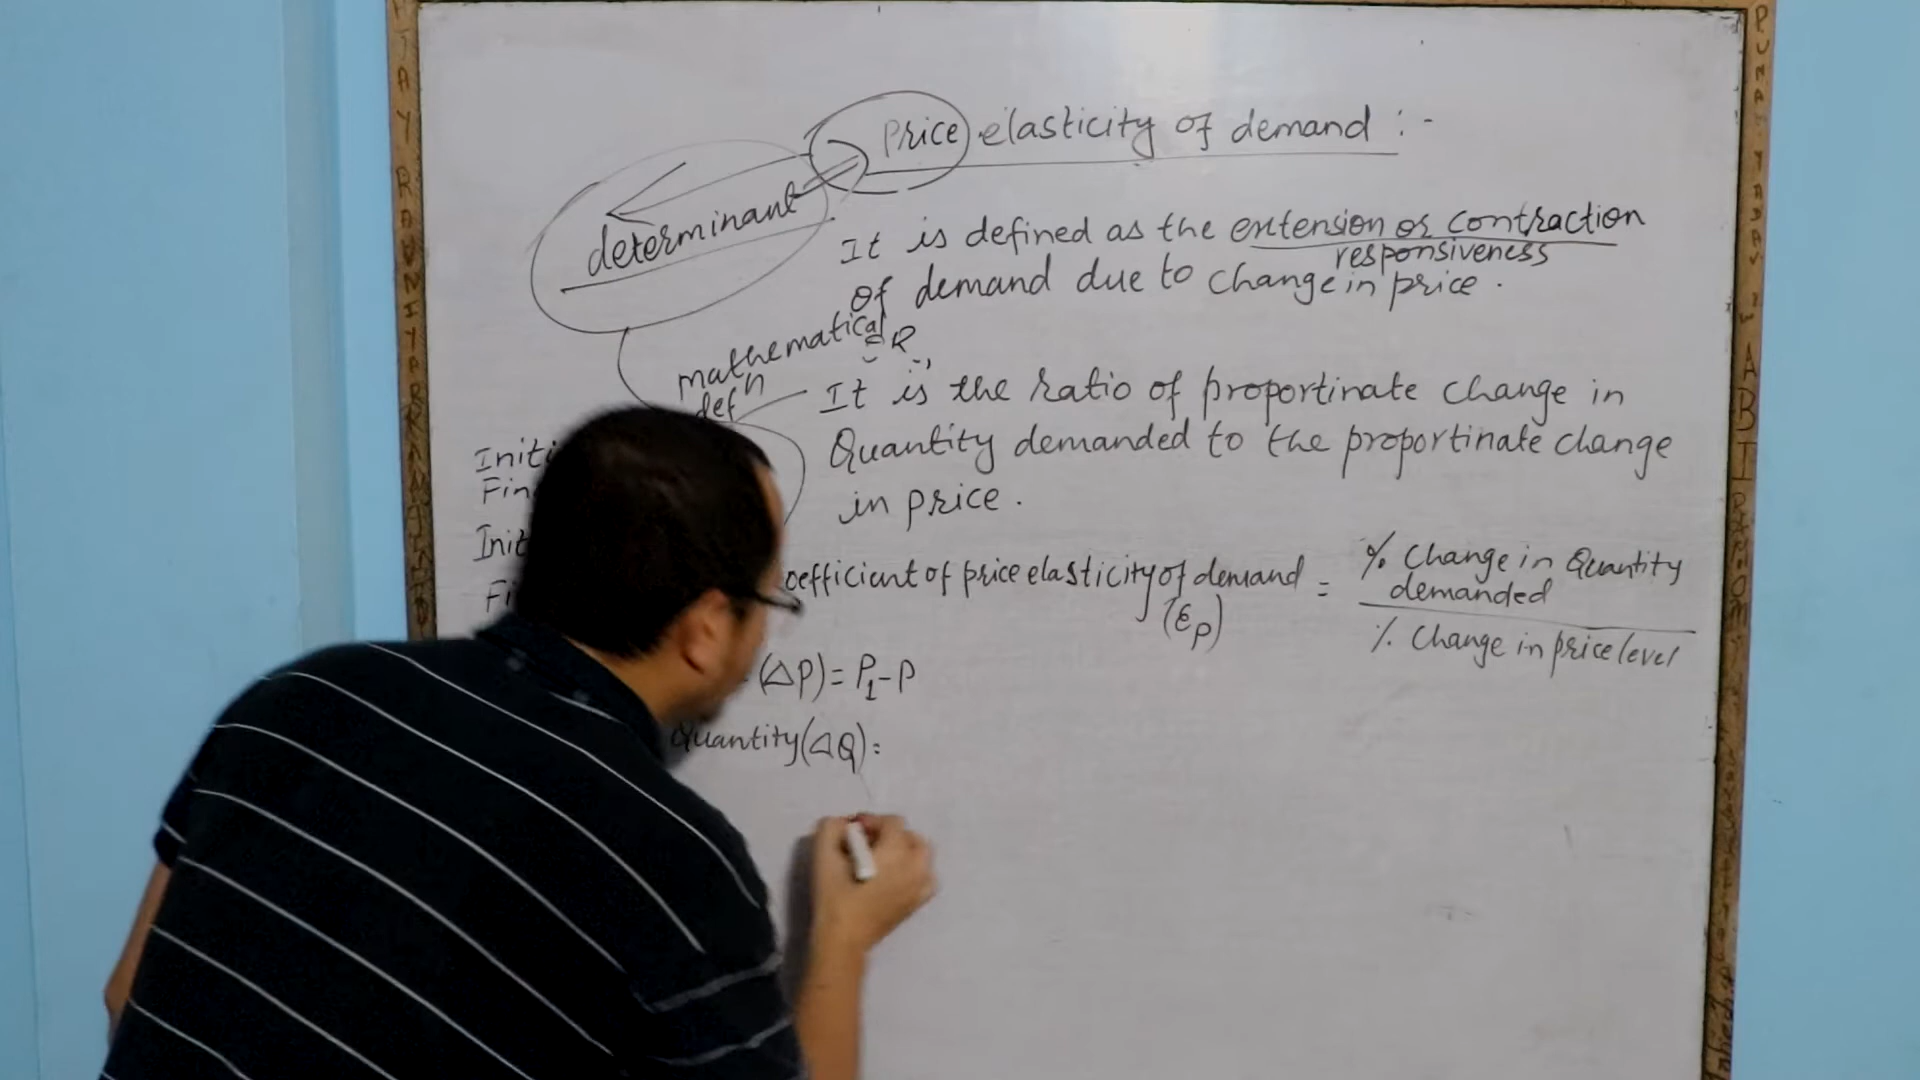 Price elasticity of demand :-
determinant
It is defined as the extension or contraction
responsiveness
of demand due to change in price.
mathematical
defn
OR
It is the ratio of proportinate change in
Quantity demanded to the proportinate change
in price.
Initi
Fin
Init
Fi
oefficient of price elasticity of demand = % Change in Quantity
demanded
(Ep)
% Change in price level
(ΔP) = P1 - P
Quantity (ΔQ) =